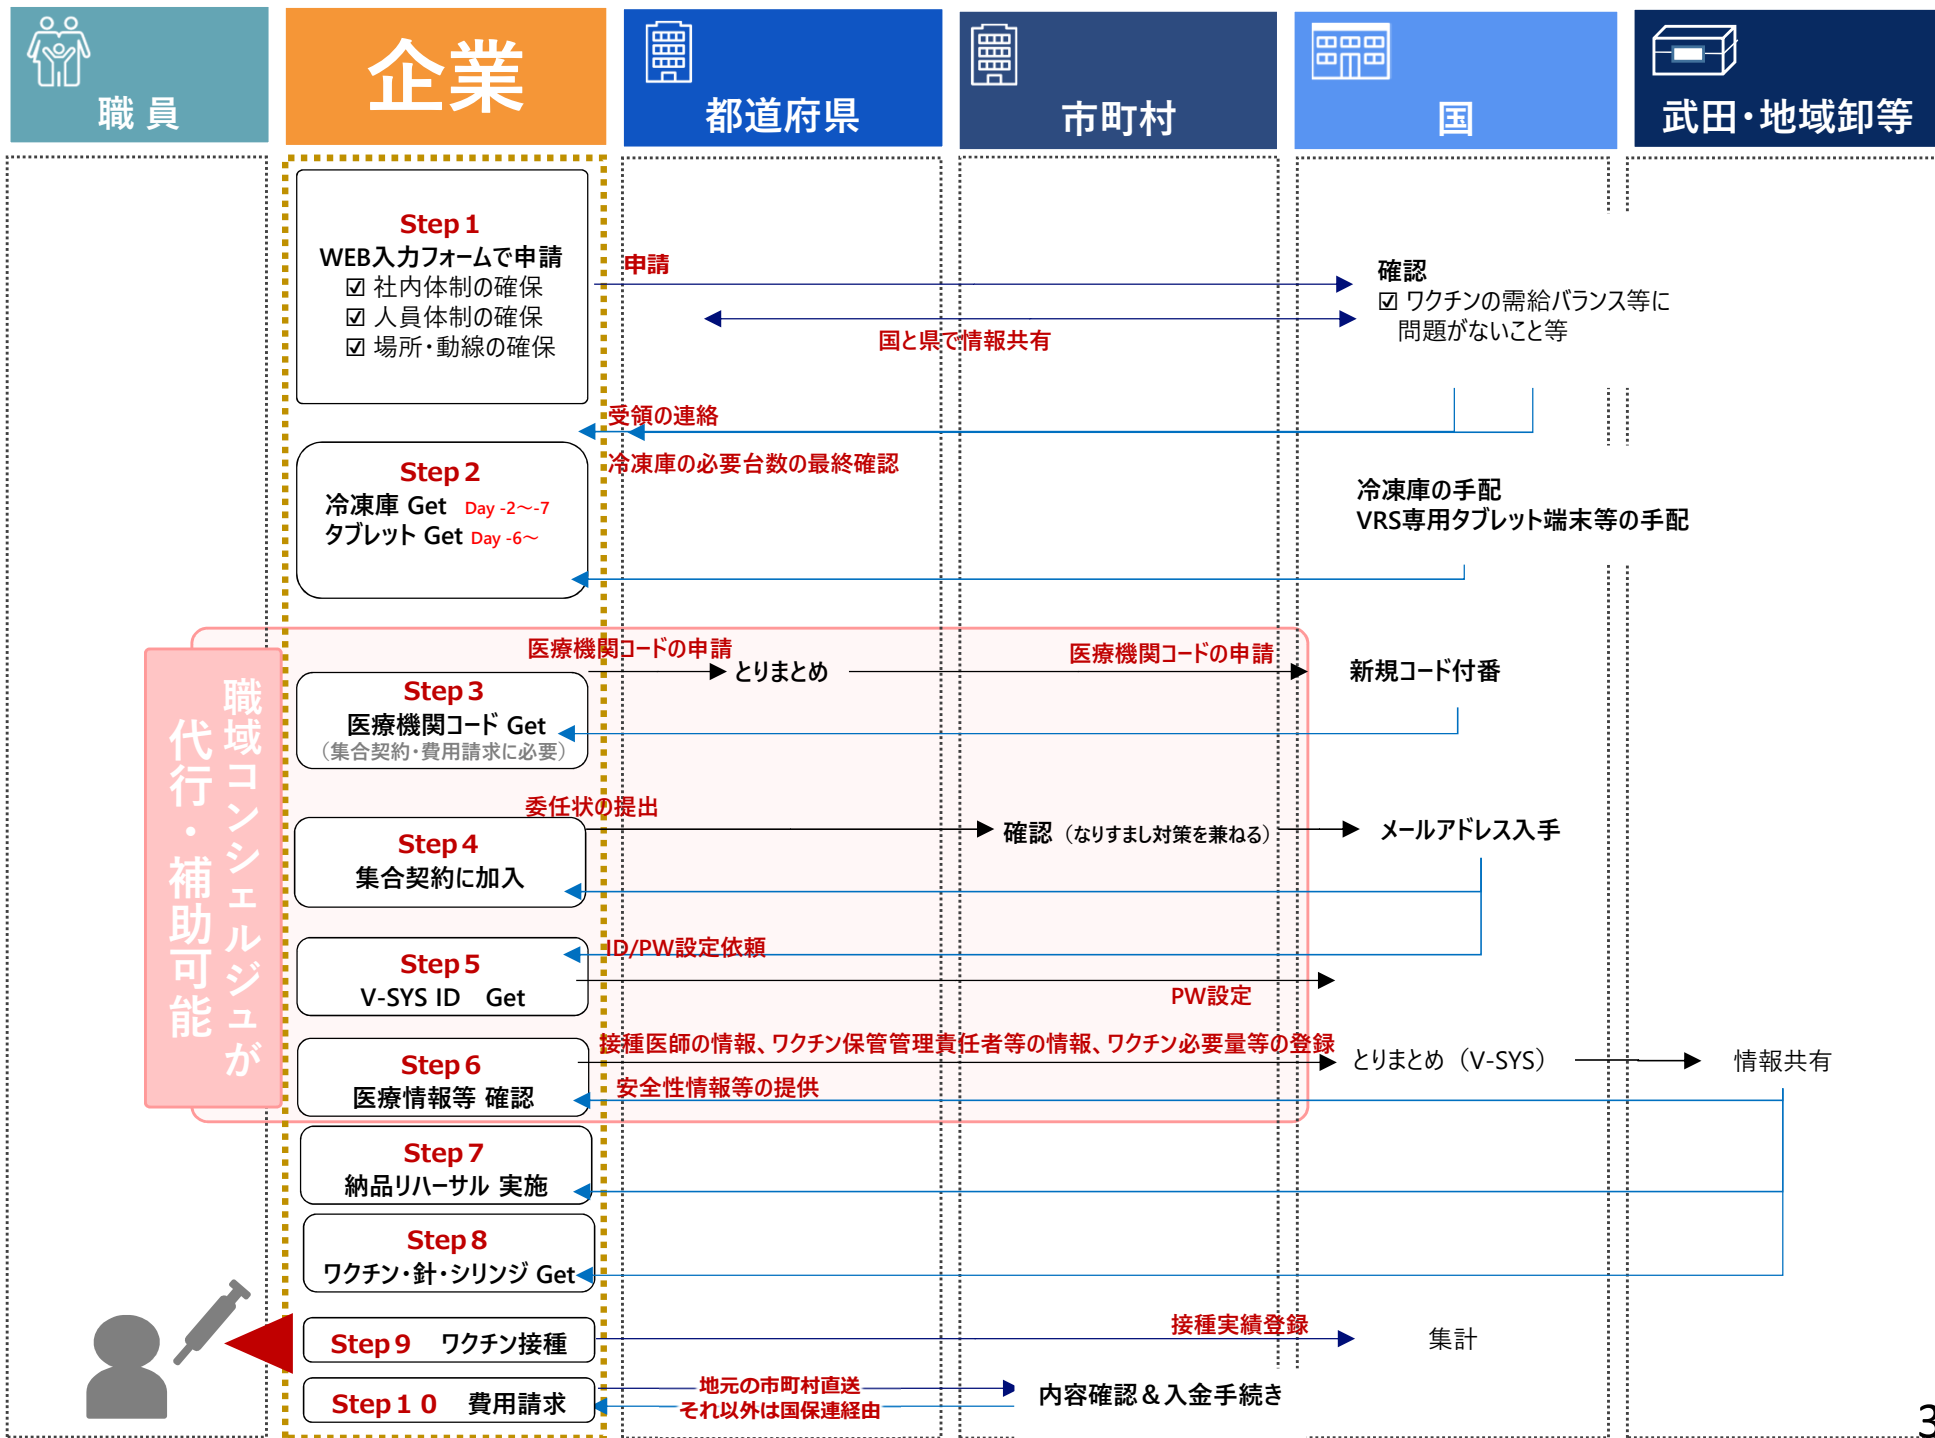 職員
企業
都道府県
市町村
国
武田・地域卸等
Step 1
WEB入力フォームで申請
☑ 社内体制の確保
☑ 人員体制の確保
☑ 場所・動線の確保
申請
国と県で情報共有
確認
☑ ワクチンの需給バランス等に
問題がないこと等
受領の連絡
冷凍庫の必要台数の最終確認
Step 2
冷凍庫 Get Day -2～-7
タブレット Get Day -6～
冷凍庫の手配
VRS専用タブレット端末等の手配
職域コンシェルジュが
代行・補助可能
医療機関コードの申請
とりまとめ
医療機関コードの申請
新規コード付番
Step 3
医療機関コード Get
（集合契約・費用請求に必要）
委任状の提出
確認（なりすまし対策を兼ねる）
メールアドレス入手
Step 4
集合契約に加入
ID/PW設定依頼
Step 5
V-SYS ID Get
PW設定
接種医師の情報、ワクチン保管管理責任者等の情報、ワクチン必要量等の登録
とりまとめ（V-SYS）
情報共有
Step 6
医療情報等 確認
安全性情報等の提供
Step 7
納品リハーサル 実施
Step 8
ワクチン・針・シリンジ Get
Step 9 ワクチン接種
接種実績登録
集計
Step 1 0 費用請求
地元の市町村直送
それ以外は国保連経由
内容確認＆入金手続き
3